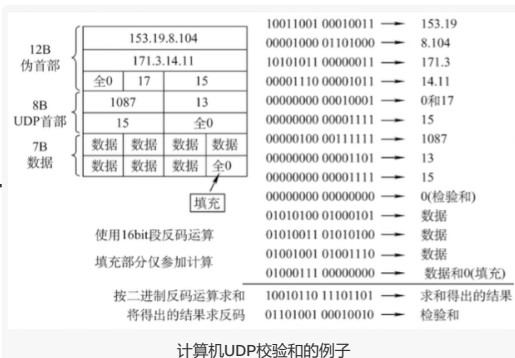 12B
伪首部
153.19.8.104
171.3.14.11
全0 17 15
8B
UDP首部
1087 13
15 全0
7B
数据
数据 数据 数据 数据
数据 数据 数据 全0
填充
使用16bit段反码运算
填充部分仅参加计算
10011001 00010011 → 153.19
00001000 01101000 → 8.104
10101011 00000011 → 171.3
00001110 00001011 → 14.11
00000000 00010001 → 0和17
00000000 00001111 → 15
00000100 00111111 → 1087
00000000 00001101 → 13
00000000 00001111 → 15
00000000 00000000 → 0(检验和)
01010100 01000101 → 数据
01010011 01010100 → 数据
01001001 01001110 → 数据
01000111 00000000 → 数据和0(填充)
按二进制反码运算求和 10010110 11101101 → 求和得出的结果
将得出的结果求反码 01101001 00010010 → 检验和
计算机UDP校验和的例子